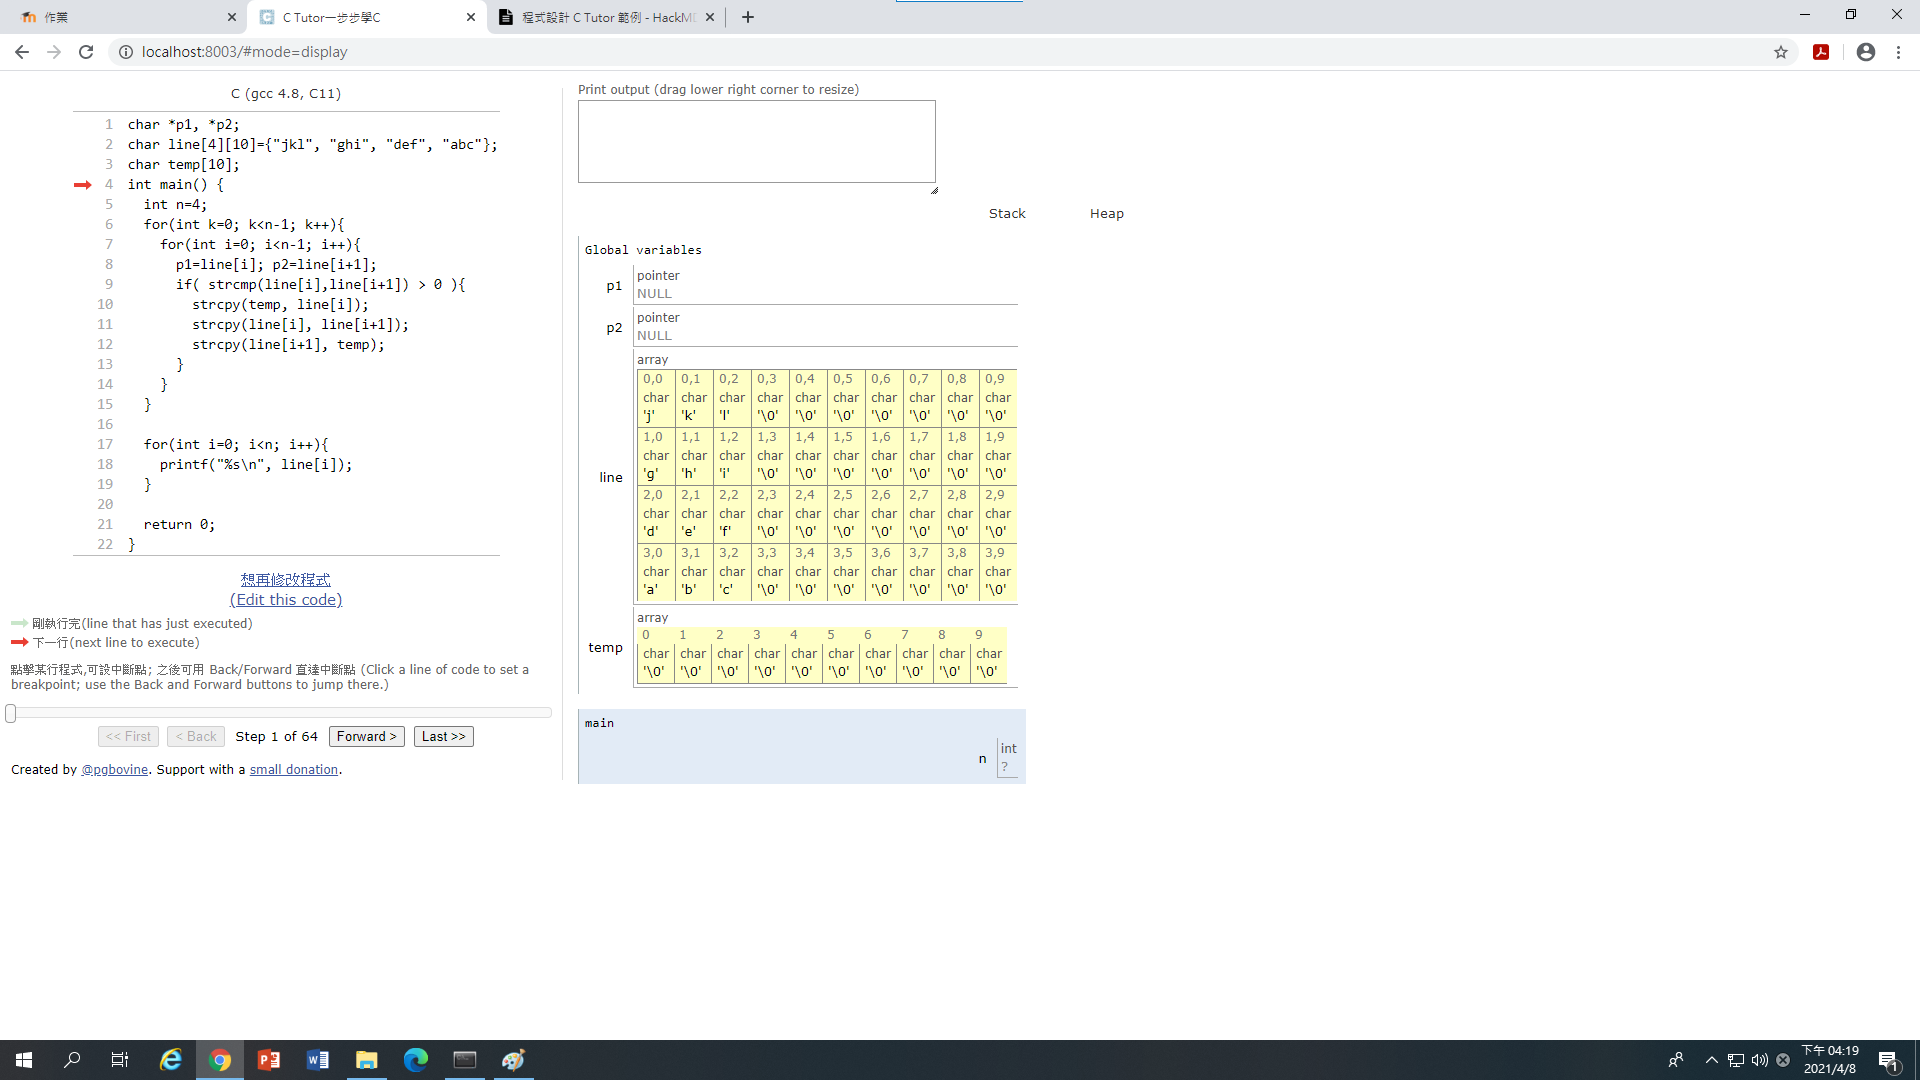 作業
C Tutor一步步學C
程式設計 C Tutor 範例 - HackM
localhost:8003/#mode=display
C (gcc 4.8, C11)
1 char *p1, *p2;
2 char line[4][10]={"jkl", "ghi", "def", "abc"};
3 char temp[10];
4 int main() {
5   int n=4;
6   for(int k=0; k<n-1; k++){
7     for(int i=0; i<n-1; i++){
8       p1=line[i]; p2=line[i+1];
9       if( strcmp(line[i],line[i+1]) > 0 ){
10         strcpy(temp, line[i]);
11         strcpy(line[i], line[i+1]);
12         strcpy(line[i+1], temp);
13       }
14     }
15   }
16
17   for(int i=0; i<n; i++){
18     printf("%s\n", line[i]);
19   }
20
21   return 0;
22 }
想再修改程式
(Edit this code)
剛執行完(line that has just executed)
下一行(next line to execute)
點擊某行程式,可設中斷點; 之後可用 Back/Forward 直達中斷點 (Click a line of code to set a
breakpoint; use the Back and Forward buttons to jump there.)
<< First < Back Step 1 of 64 Forward > Last >>
Created by @pgbovine. Support with a small donation.
Print output (drag lower right corner to resize)
Stack Heap
Global variables
p1 pointer
NULL
p2 pointer
NULL
array
0,0 0,1 0,2 0,3 0,4 0,5 0,6 0,7 0,8 0,9
char char char char char char char char char char
'j' 'k' 'l' '\0' '\0' '\0' '\0' '\0' '\0' '\0'
1,0 1,1 1,2 1,3 1,4 1,5 1,6 1,7 1,8 1,9
char char char char char char char char char char
'g' 'h' 'i' '\0' '\0' '\0' '\0' '\0' '\0' '\0'
line
2,0 2,1 2,2 2,3 2,4 2,5 2,6 2,7 2,8 2,9
char char char char char char char char char char
'd' 'e' 'f' '\0' '\0' '\0' '\0' '\0' '\0' '\0'
3,0 3,1 3,2 3,3 3,4 3,5 3,6 3,7 3,8 3,9
char char char char char char char char char char
'a' 'b' 'c' '\0' '\0' '\0' '\0' '\0' '\0' '\0'
array
0 1 2 3 4 5 6 7 8 9
temp char char char char char char char char char char
'\0' '\0' '\0' '\0' '\0' '\0' '\0' '\0' '\0' '\0'
main
n int
?
下午 04:19
2021/4/8
1